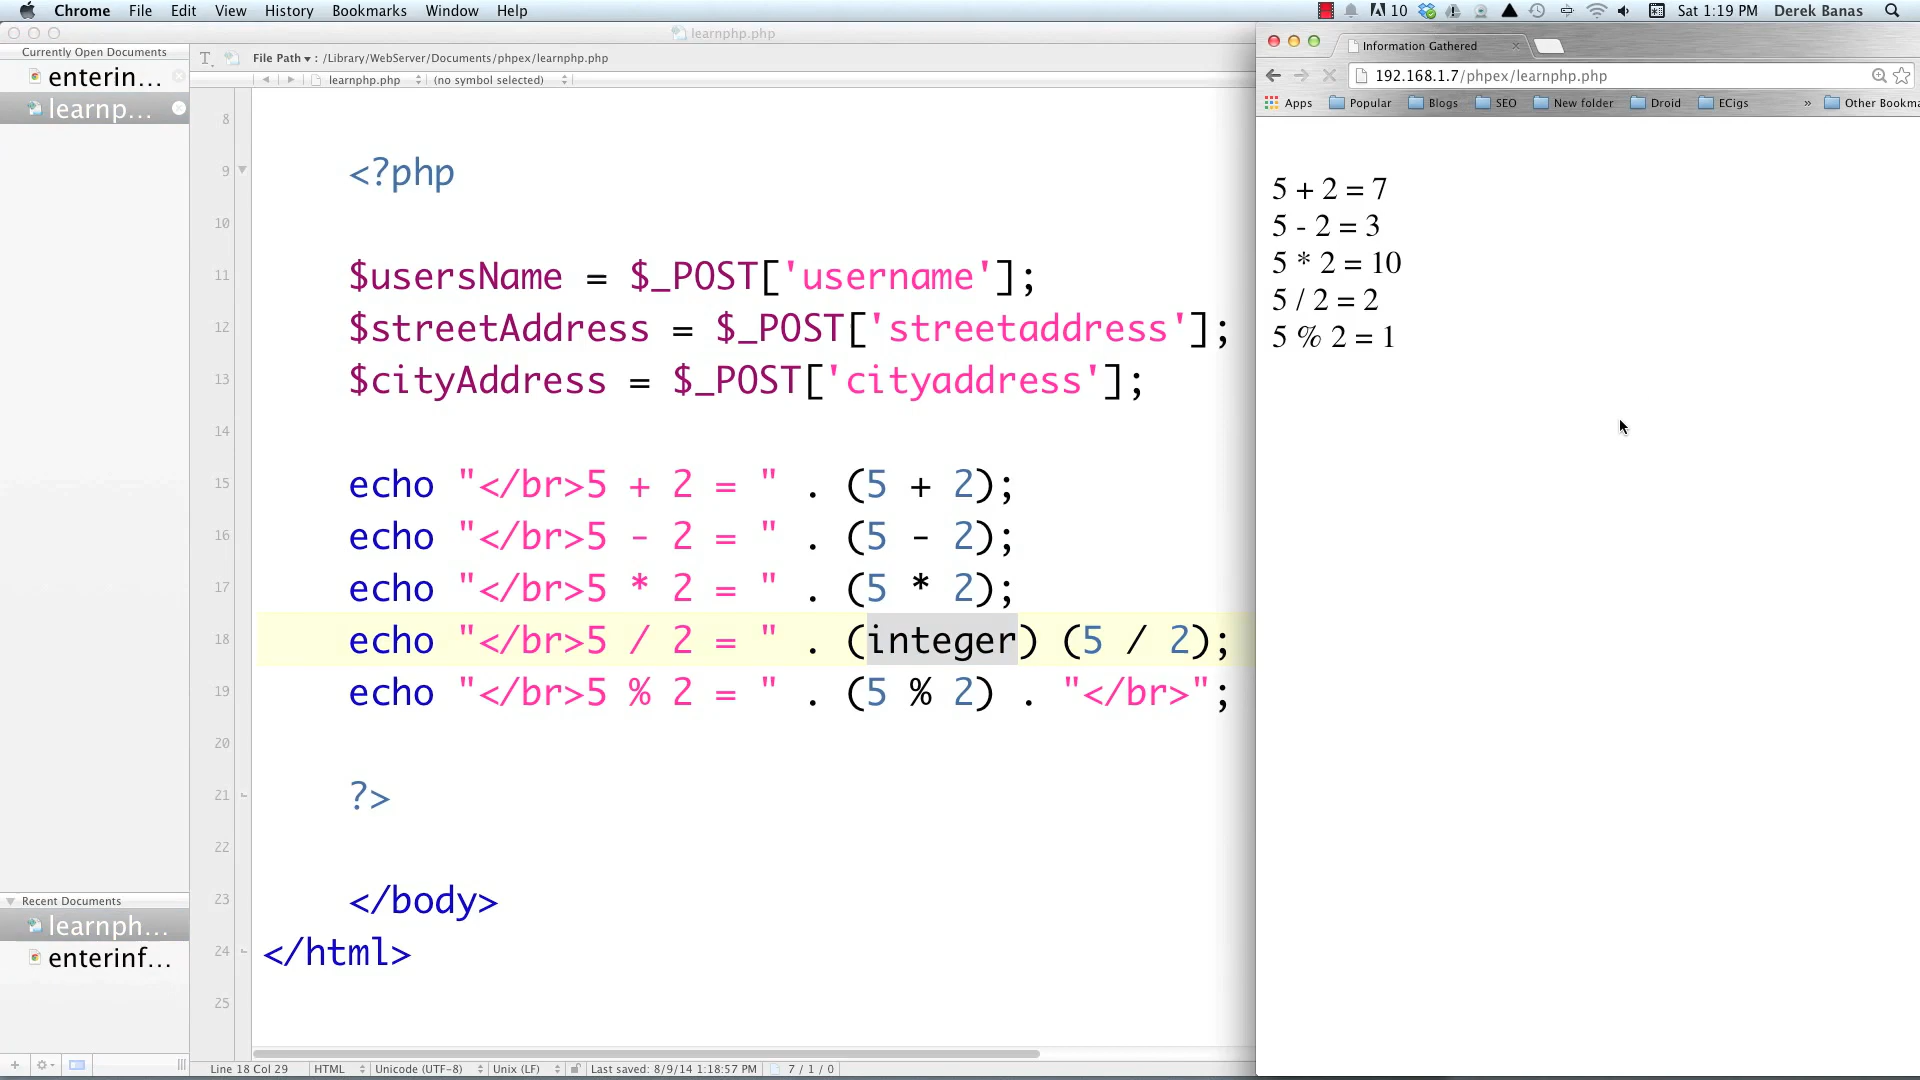 Chrome File Edit View History Bookmarks Window Help 10 Sat 1:19 PM Derek Banas
learnphp.php
Currently Open Documents
enterin...
learnp...
File Path ▾ : /Library/WebServer/Documents/phpex/learnphp.php
learnphp.php (no symbol selected)
8
9 <?php
10
11 $usersName = $_POST['username'];
12 $streetAddress = $_POST['streetaddress'];
13 $cityAddress = $_POST['cityaddress'];
14
15 echo "</br>5 + 2 = " . (5 + 2);
16 echo "</br>5 - 2 = " . (5 - 2);
17 echo "</br>5 * 2 = " . (5 * 2);
18 echo "</br>5 / 2 = " . (integer) (5 / 2);
19 echo "</br>5 % 2 = " . (5 % 2) . "</br>";
20
21 ?>
22
23 </body>
24 </html>
25
Recent Documents
learnph...
enterinf...
Line 18 Col 29 HTML Unicode (UTF-8) Unix (LF) Last saved: 8/9/14 1:18:57 PM 7 / 1 / 0
Information Gathered
192.168.1.7/phpex/learnphp.php
Apps Popular Blogs SEO New folder Droid ECigs » Other Bookma
5 + 2 = 7
5 - 2 = 3
5 * 2 = 10
5 / 2 = 2
5 % 2 = 1